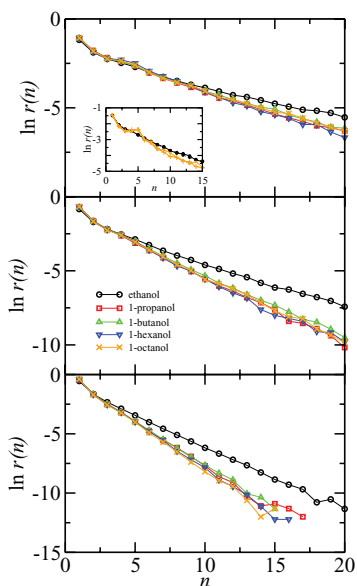 0
-5
ln r(n)
-1
-3
-5
ln r(n)
0 5 10 15
n
0
-5
-10
ln r(n)
ethanol
1-propanol
1-butanol
1-hexanol
1-octanol
0
-5
-10
-15
ln r(n)
0 5 10 15 20
n